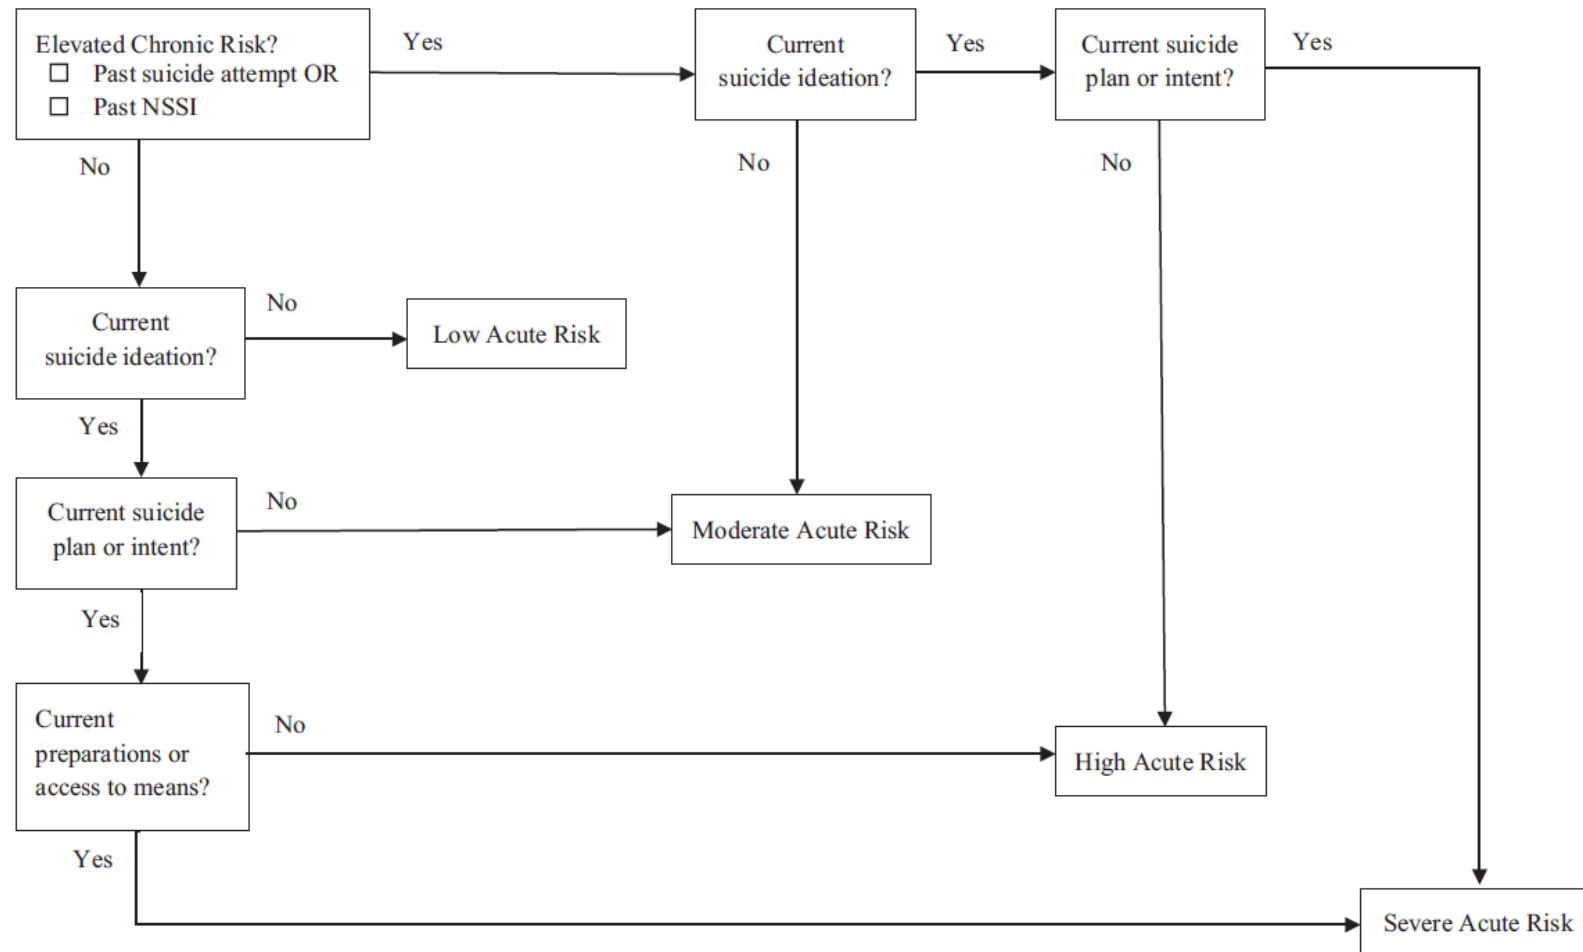 Elevated Chronic Risk?
☐ Past suicide attempt OR
☐ Past NSSI
Yes
Current
suicide ideation?
Yes
Current suicide
plan or intent?
Yes
No
No
No
Current
suicide ideation?
No
Low Acute Risk
Yes
Current suicide
plan or intent?
No
Moderate Acute Risk
Yes
Current
preparations or
access to means?
No
High Acute Risk
Yes
Severe Acute Risk